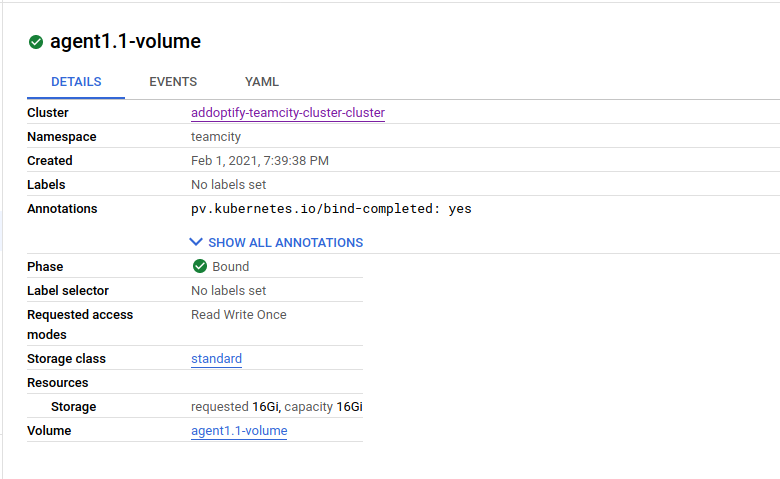 agent1.1-volume
DETAILS EVENTS YAML
Cluster addoptify-teamcity-cluster-cluster
Namespace teamcity
Created Feb 1, 2021, 7:39:38 PM
Labels No labels set
Annotations pv.kubernetes.io/bind-completed: yes
SHOW ALL ANNOTATIONS
Phase Bound
Label selector No labels set
Requested access Read Write Once
modes
Storage class standard
Resources
Storage requested 16Gi, capacity 16Gi
Volume agent1.1-volume